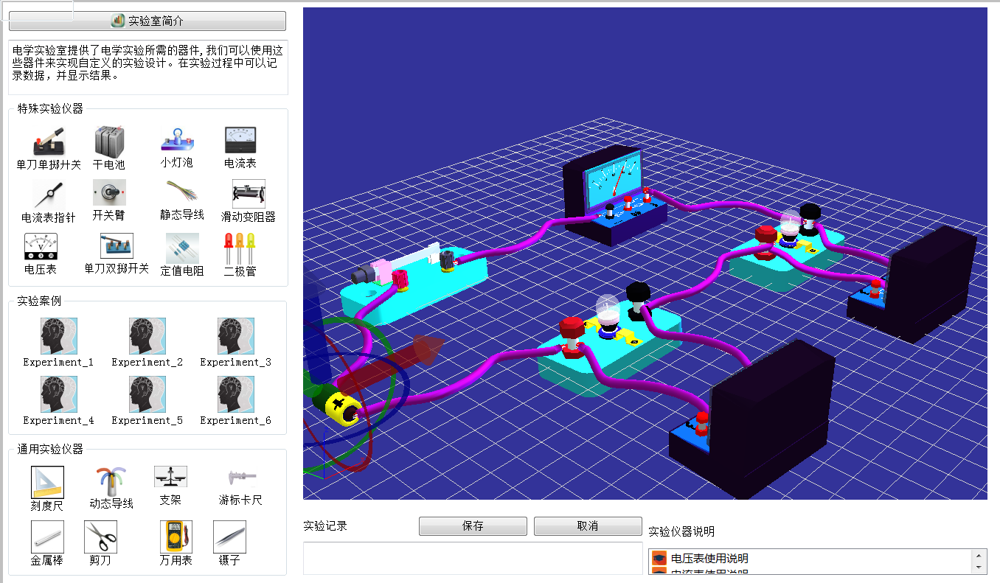 实验室简介
电学实验室提供了电学实验所需的器件,我们可以使用这
些器件来实现自定义的实验设计。在实验过程中可以记
录数据，并显示结果。
特殊实验仪器
单刀单掷开关 干电池 小灯泡 电流表
电流表指针 开关臂 静态导线 滑动变阻器
电压表 单刀双掷开关 定值电阻 二极管
实验案例
Experiment_1 Experiment_2 Experiment_3
Experiment_4 Experiment_5 Experiment_6
通用实验仪器
刻度尺 动态导线 支架 游标卡尺
金属棒 剪刀 万用表 镊子
实验记录 保存 取消 实验仪器说明
电压表使用说明
电流表使用说明